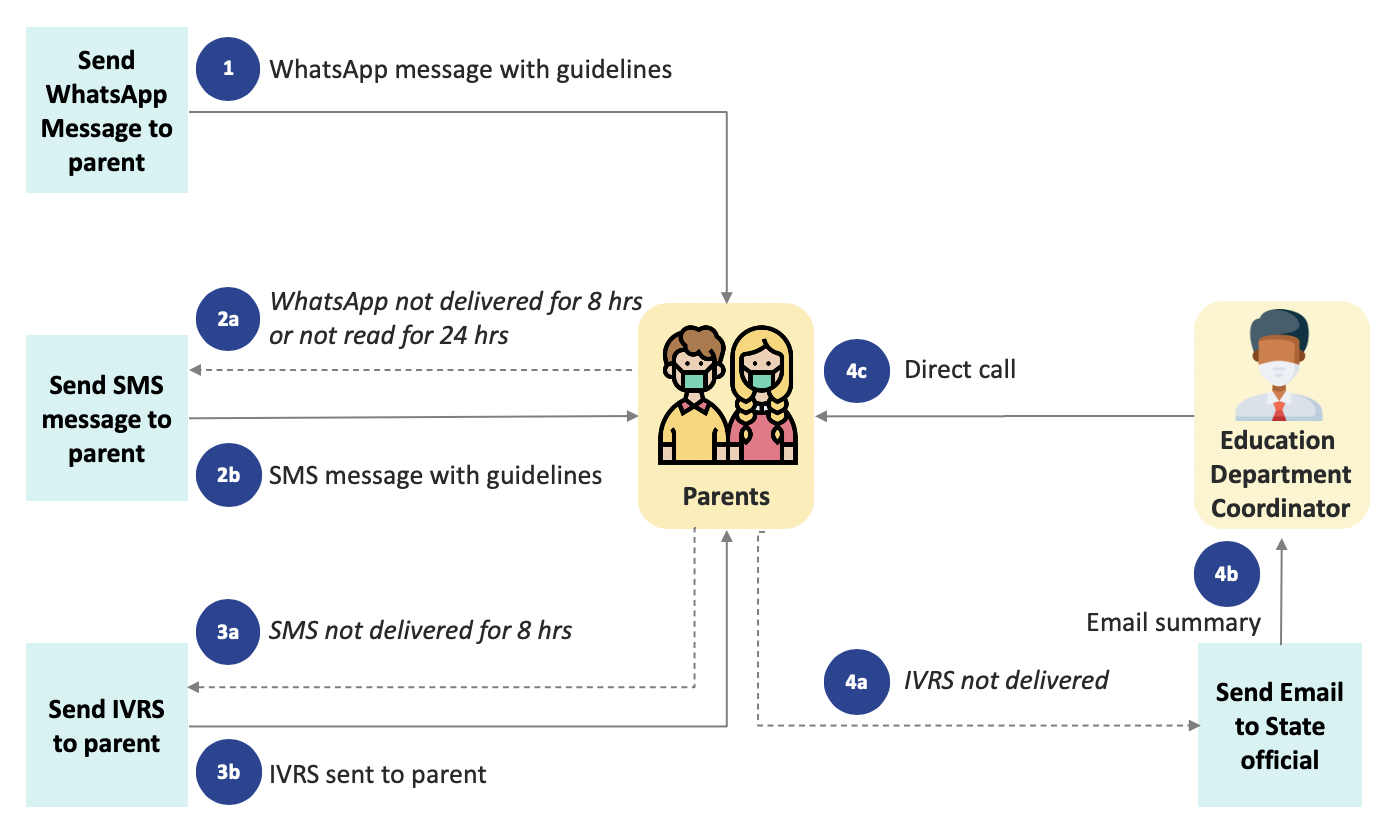 Send
WhatsApp
Message to
parent
1
WhatsApp message with guidelines
2a
WhatsApp not delivered for 8 hrs
or not read for 24 hrs
Send SMS
message to
parent
2b
SMS message with guidelines
Parents
4c
Direct call
Education
Department
Coordinator
4b
Email summary
3a
SMS not delivered for 8 hrs
Send IVRS
to parent
3b
IVRS sent to parent
4a
IVRS not delivered
Send Email
to State
official